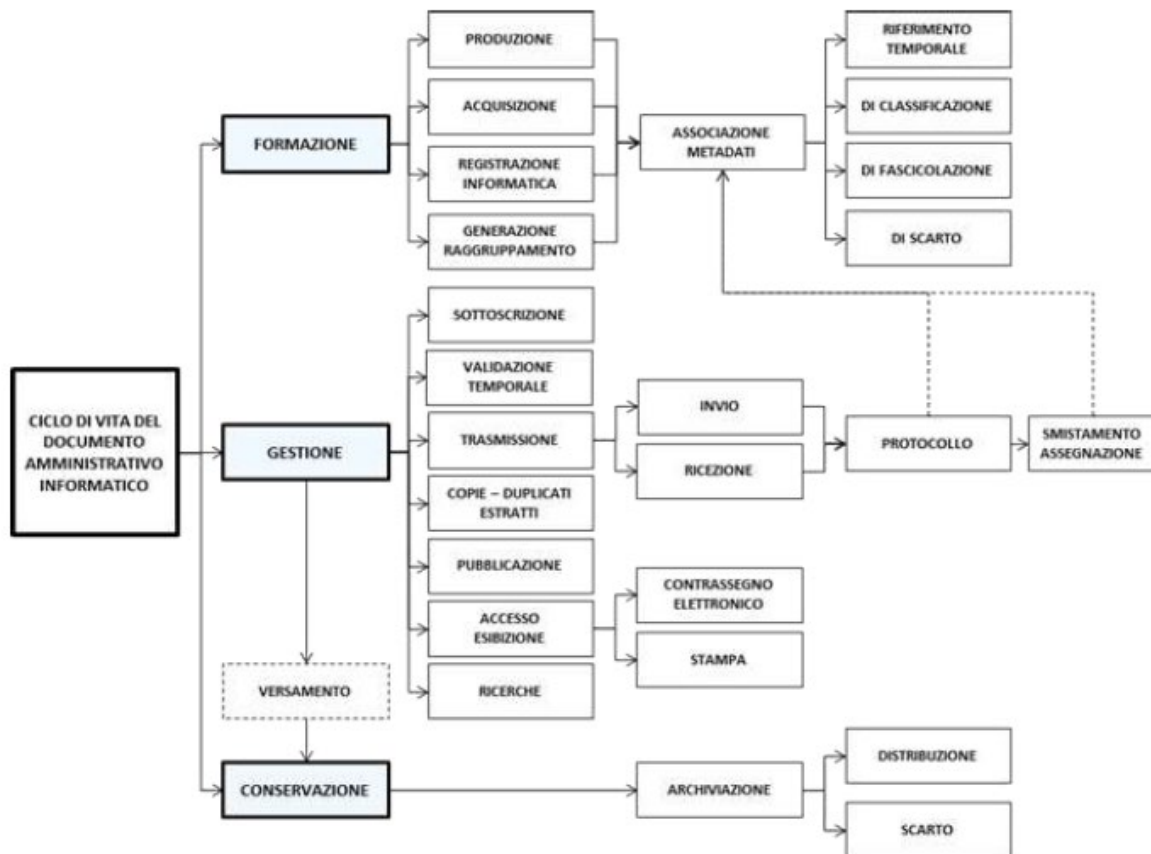 CICLO DI VITA DEL
DOCUMENTO
AMMINISTRATIVO
INFORMATICO
FORMAZIONE
PRODUZIONE
ACQUISIZIONE
REGISTRAZIONE
INFORMATICA
GENERAZIONE
RAGGRUPPAMENTO
ASSOCIAZIONE
METADATI
RIFERIMENTO
TEMPORALE
DI CLASSIFICAZIONE
DI FASCICOLAZIONE
DI SCARTO
GESTIONE
SOTTOSCRIZIONE
VALIDAZIONE
TEMPORALE
TRASMISSIONE
INVIO
RICEZIONE
PROTOCOLLO
SMISTAMENTO
ASSEGNAZIONE
COPIE – DUPLICATI
ESTRATTI
PUBBLICAZIONE
ACCESSO
ESIBIZIONE
CONTRASSEGNO
ELETTRONICO
STAMPA
RICERCHE
VERSAMENTO
CONSERVAZIONE
ARCHIVIAZIONE
DISTRIBUZIONE
SCARTO